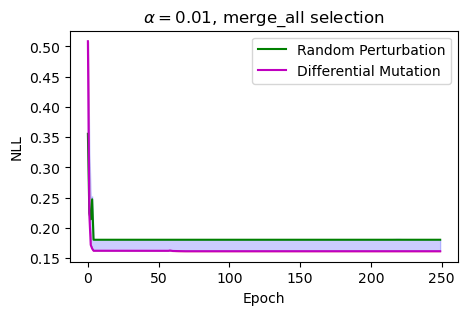 α = 0.01, merge_all selection
Random Perturbation
Differential Mutation
NLL
0.50
0.45
0.40
0.35
0.30
0.25
0.20
0.15
0 50 100 150 200 250
Epoch